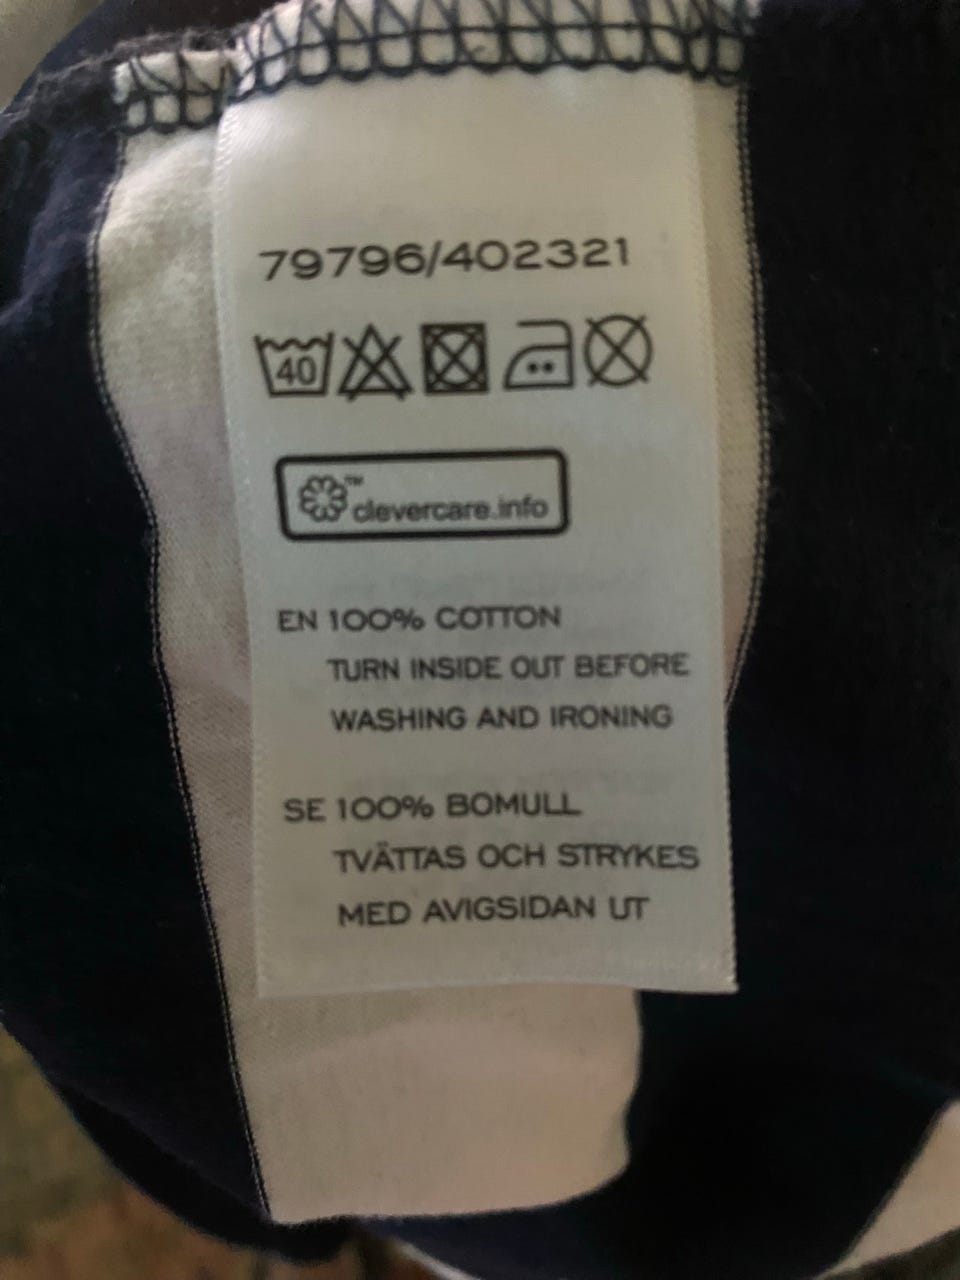 79796/402321
40
™ clevercare.info
EN 100% COTTON
TURN INSIDE OUT BEFORE
WASHING AND IRONING
SE 100% BOMULL
TVÄTTAS OCH STRYKES
MED AVIGSIDAN UT